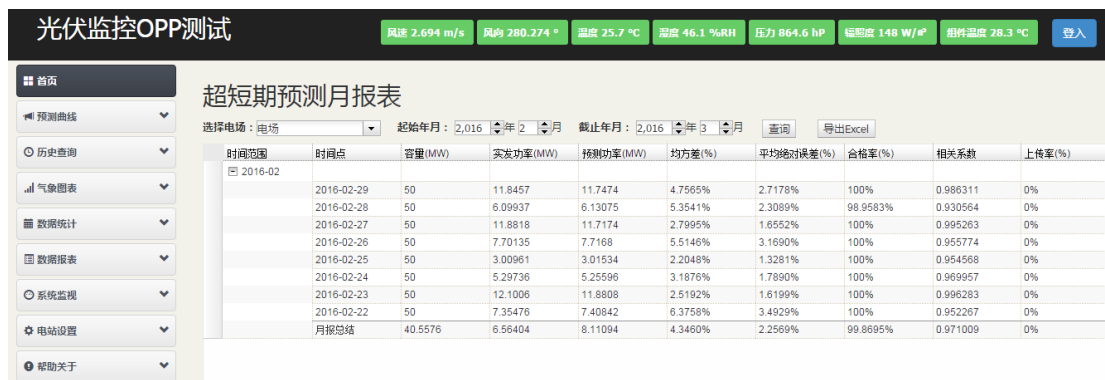 光伏监控OPP测试 风速 2.694 m/s 风向 280.274 º 温度 25.7 ℃ 湿度 46.1 %RH 压力 864.6 hP 辐照度 148 W/㎡ 组件温度 28.3 ℃ 登入
首页
预测曲线
历史查询
气象图表
数据统计
数据报表
系统监视
电站设置
帮助关于
超短期预测月报表
选择电场：电场 起始年月：2,016 年 2 月 截止年月：2,016 年 3 月 查询 导出Excel
时间范围 时间点 容量(MW) 实发功率(MW) 预测功率(MW) 均方差(%) 平均绝对误差(%) 合格率(%) 相关系数 上传率(%)
2016-02
2016-02-29 50 11.8457 11.7474 4.7565% 2.7178% 100% 0.986311 0%
2016-02-28 50 6.09937 6.13075 5.3541% 2.3089% 98.9583% 0.930564 0%
2016-02-27 50 11.8818 11.7174 2.7995% 1.6552% 100% 0.995263 0%
2016-02-26 50 7.70135 7.7168 5.5146% 3.1690% 100% 0.955774 0%
2016-02-25 50 3.00961 3.01534 2.2048% 1.3281% 100% 0.954568 0%
2016-02-24 50 5.29736 5.25596 3.1876% 1.7890% 100% 0.969957 0%
2016-02-23 50 12.1006 11.8808 2.5192% 1.6199% 100% 0.996283 0%
2016-02-22 50 7.35476 7.40842 6.3758% 3.4929% 100% 0.952267 0%
月报总结 40.5576 6.56404 8.11094 4.3460% 2.2569% 99.8695% 0.971009 0%